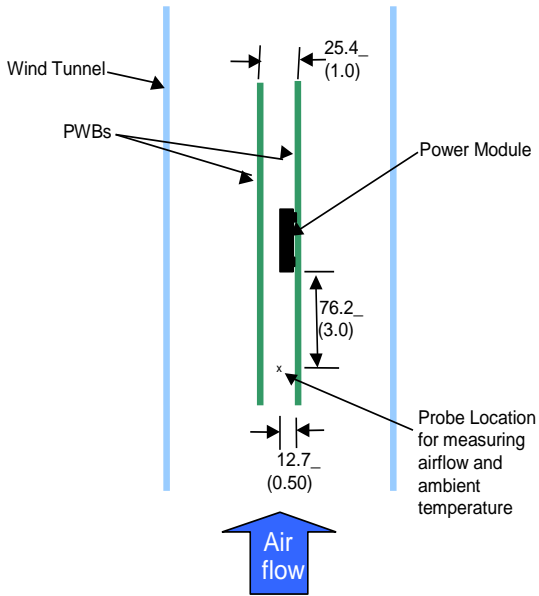 25.4_
(1.0)
Wind Tunnel
PWBs
Power Module
76.2_
(3.0)
x
Probe Location
for measuring
airflow and
ambient
temperature
12.7_
(0.50)
Air
flow